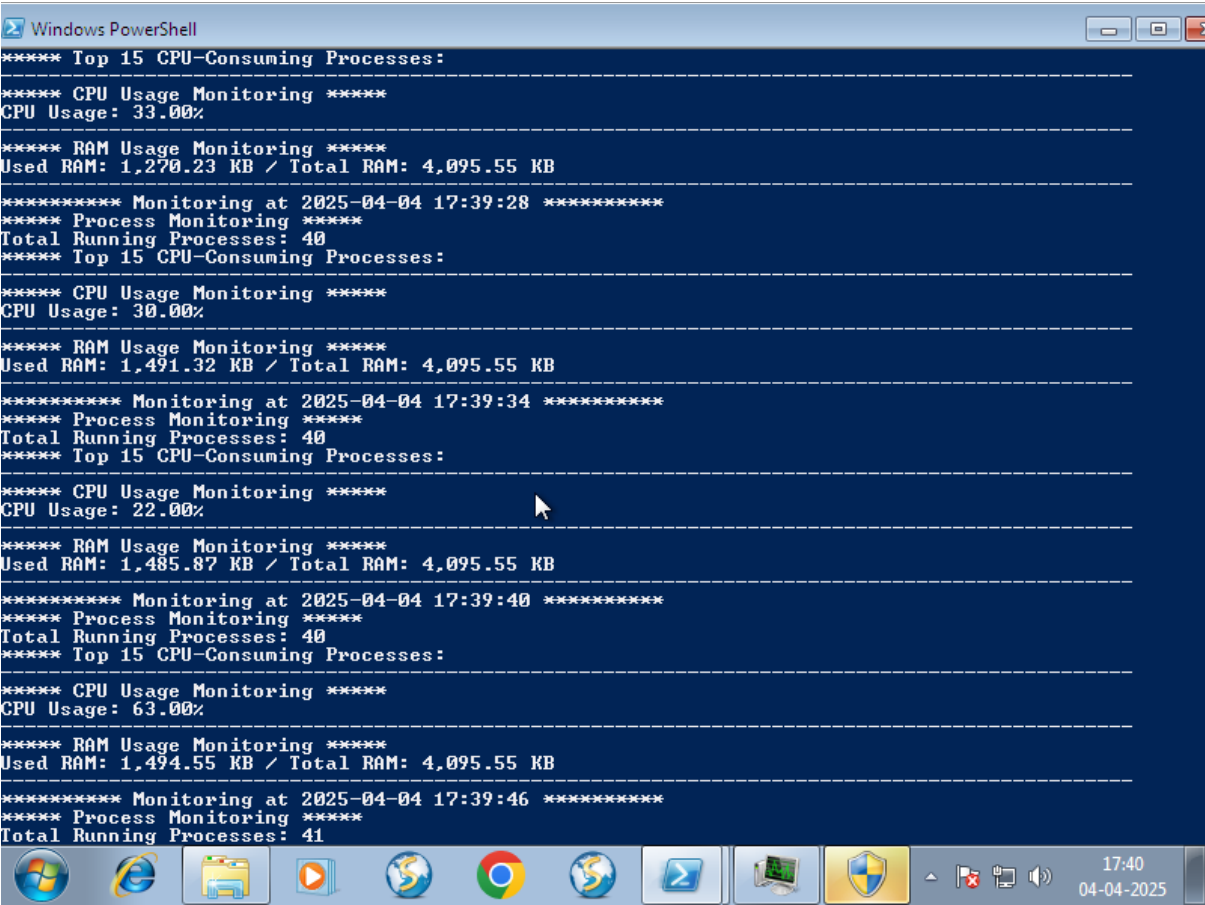 Windows PowerShell
***** Top 15 CPU-Consuming Processes:
***** CPU Usage Monitoring *****
CPU Usage: 33.00%
***** RAM Usage Monitoring *****
Used RAM: 1,270.23 KB / Total RAM: 4,095.55 KB
********** Monitoring at 2025-04-04 17:39:28 **********
***** Process Monitoring *****
Total Running Processes: 40
***** Top 15 CPU-Consuming Processes:
***** CPU Usage Monitoring *****
CPU Usage: 30.00%
***** RAM Usage Monitoring *****
Used RAM: 1,491.32 KB / Total RAM: 4,095.55 KB
********** Monitoring at 2025-04-04 17:39:34 **********
***** Process Monitoring *****
Total Running Processes: 40
***** Top 15 CPU-Consuming Processes:
***** CPU Usage Monitoring *****
CPU Usage: 22.00%
***** RAM Usage Monitoring *****
Used RAM: 1,485.87 KB / Total RAM: 4,095.55 KB
********** Monitoring at 2025-04-04 17:39:40 **********
***** Process Monitoring *****
Total Running Processes: 40
***** Top 15 CPU-Consuming Processes:
***** CPU Usage Monitoring *****
CPU Usage: 63.00%
***** RAM Usage Monitoring *****
Used RAM: 1,494.55 KB / Total RAM: 4,095.55 KB
********** Monitoring at 2025-04-04 17:39:46 **********
***** Process Monitoring *****
Total Running Processes: 41
17:40
04-04-2025